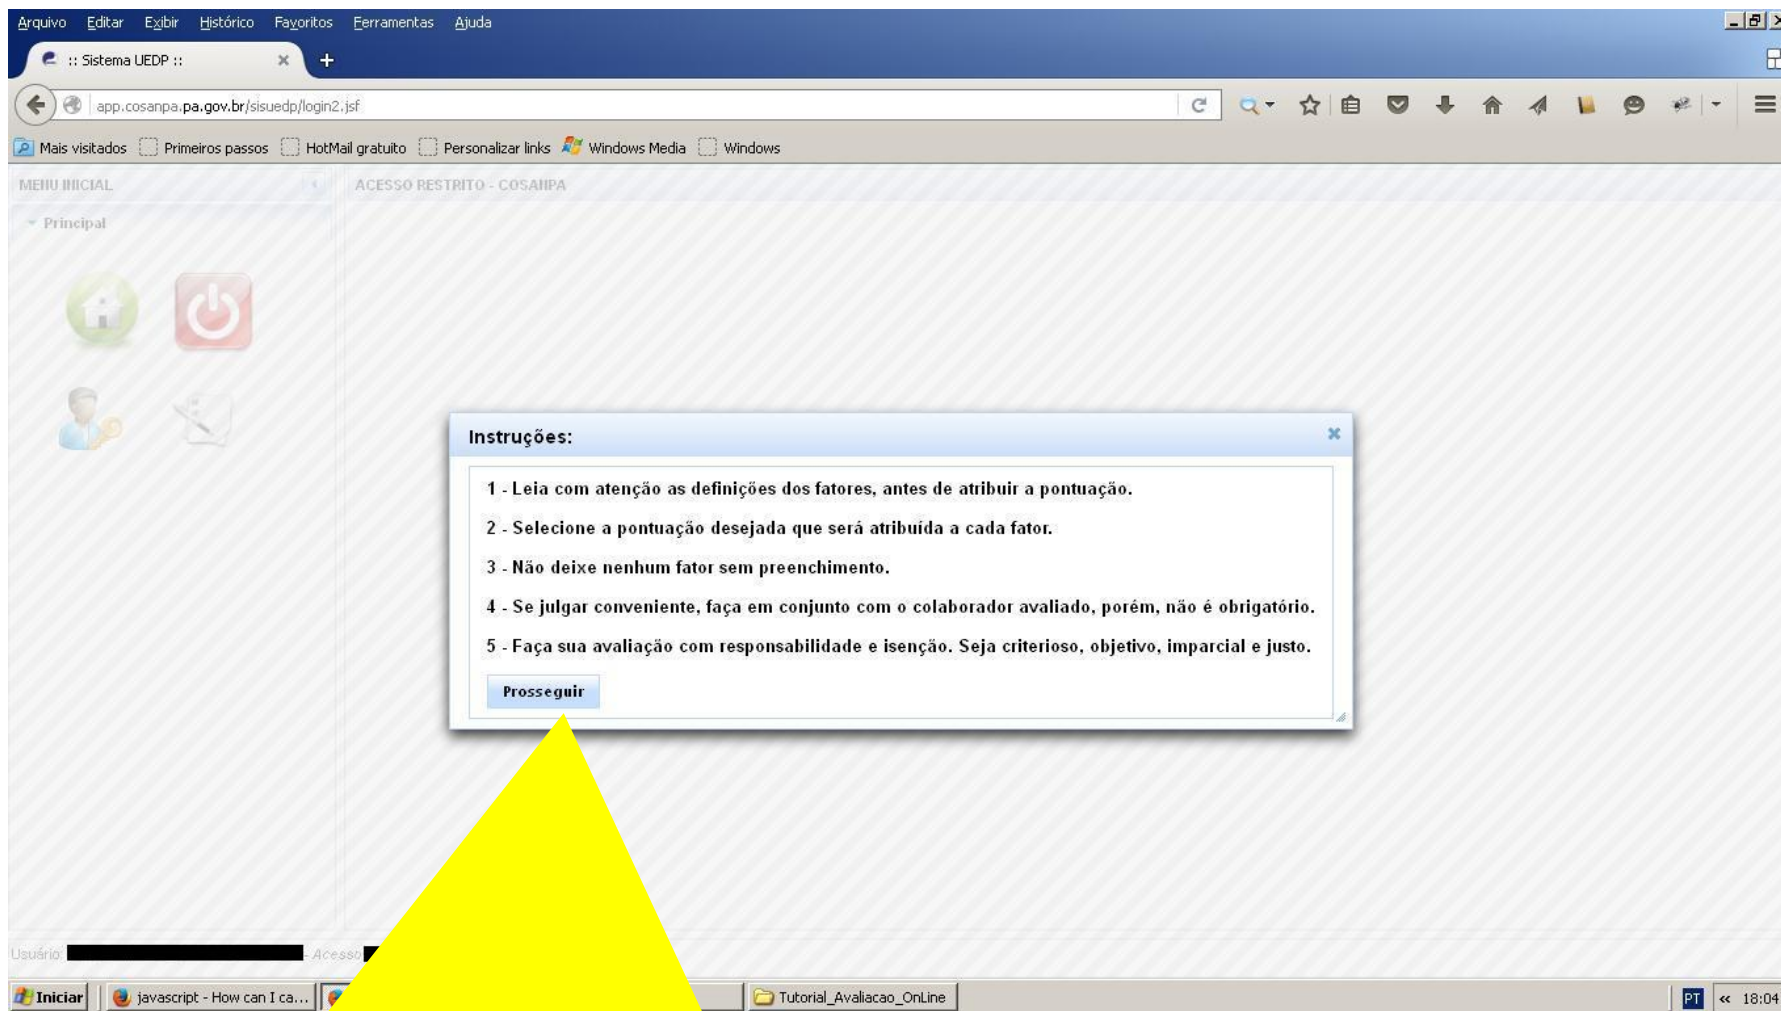 Arquivo Editar Exibir Histórico Favoritos Ferramentas Ajuda
:: Sistema UEDP ::
app.cosanpa.pa.gov.br/sisuedp/login2.jsf
Mais visitados Primeiros passos HotMail gratuito Personalizar links Windows Media Windows
MENU INICIAL ACESSO RESTRITO - COSANPA
Principal
Instruções:
1 - Leia com atenção as definições dos fatores, antes de atribuir a pontuação.
2 - Selecione a pontuação desejada que será atribuída a cada fator.
3 - Não deixe nenhum fator sem preenchimento.
4 - Se julgar conveniente, faça em conjunto com o colaborador avaliado, porém, não é obrigatório.
5 - Faça sua avaliação com responsabilidade e isenção. Seja criterioso, objetivo, imparcial e justo.
Prosseguir
Usuário: - Acesso
Iniciar javascript - How can I ca... Tutorial_Avaliacao_OnLine PT « 18:04